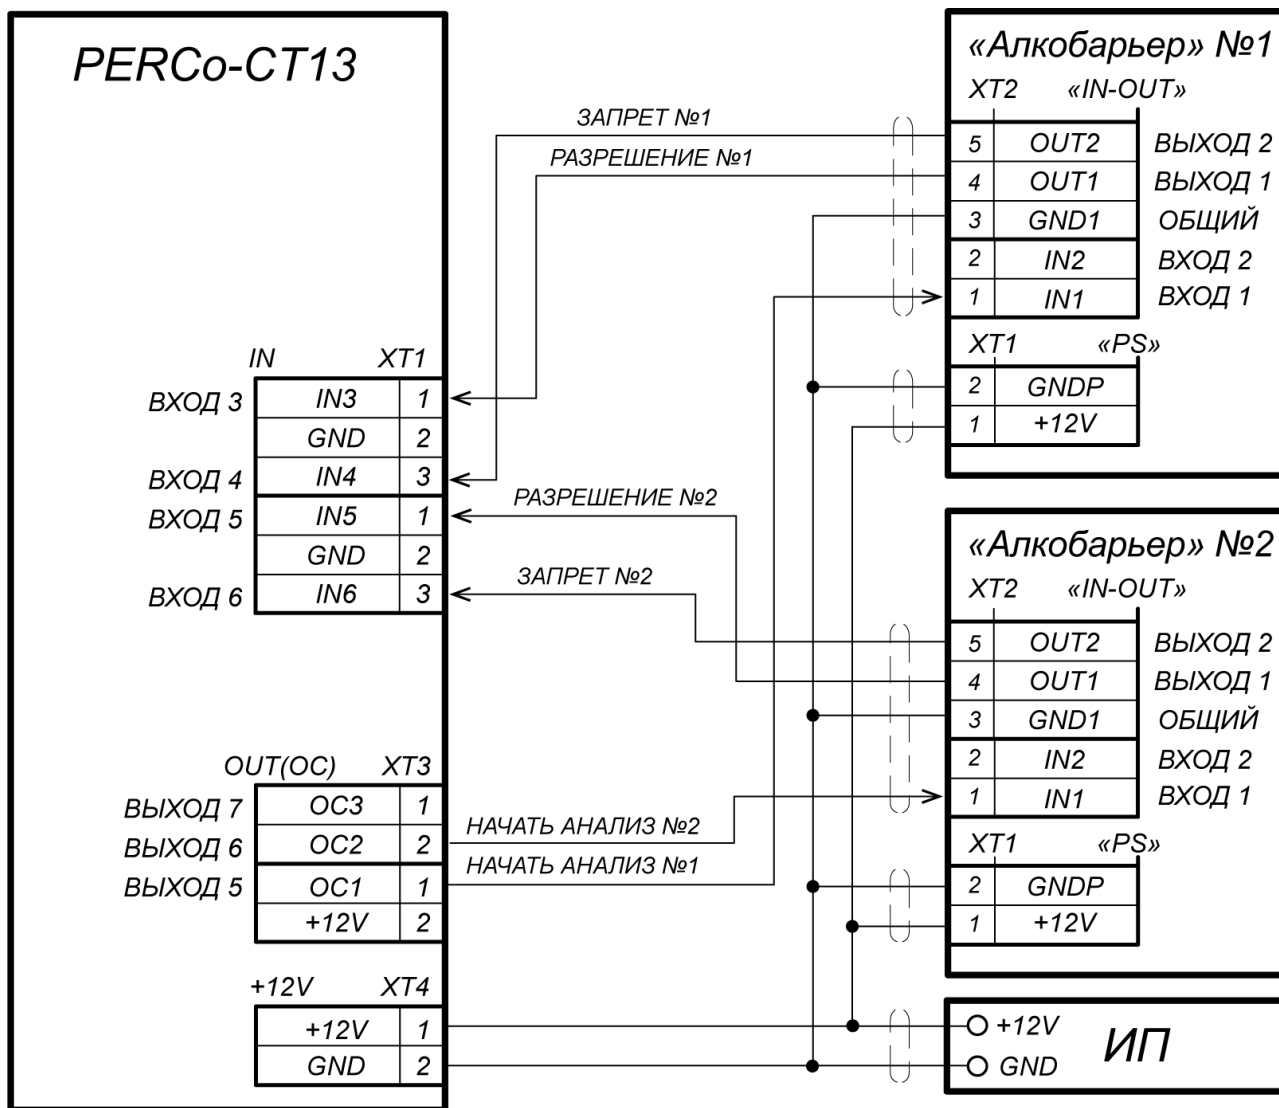 PERCo-CT13
ЗАПРЕТ №1
РАЗРЕШЕНИЕ №1
IN XT1
ВХОД 3 IN3 1
GND 2
ВХОД 4 IN4 3
ВХОД 5 IN5 1
GND 2
ВХОД 6 IN6 3
РАЗРЕШЕНИЕ №2
ЗАПРЕТ №2
OUT(OC) XT3
ВЫХОД 7 OC3 1
ВЫХОД 6 OC2 2
ВЫХОД 5 OC1 1
+12V 2
НАЧАТЬ АНАЛИЗ №2
НАЧАТЬ АНАЛИЗ №1
+12V XT4
+12V 1
GND 2
«Алкобарьер» №1
XT2 «IN-OUT»
5 OUT2 ВЫХОД 2
4 OUT1 ВЫХОД 1
3 GND1 ОБЩИЙ
2 IN2 ВХОД 2
1 IN1 ВХОД 1
XT1 «PS»
2 GNDP
1 +12V
«Алкобарьер» №2
XT2 «IN-OUT»
5 OUT2 ВЫХОД 2
4 OUT1 ВЫХОД 1
3 GND1 ОБЩИЙ
2 IN2 ВХОД 2
1 IN1 ВХОД 1
XT1 «PS»
2 GNDP
1 +12V
+12V
GND
ИП